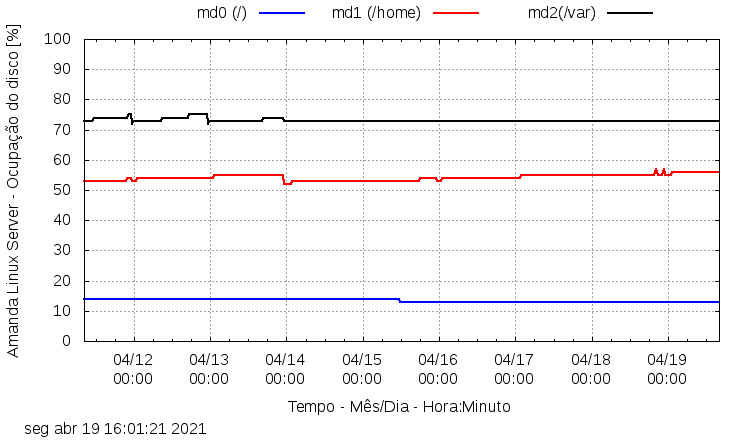 md0 (/) md1 (/home) md2(/var)
Amanda Linux Server - Ocupação do disco [%]
100
90
80
70
60
50
40
30
20
10
0
04/12 04/13 04/14 04/15 04/16 04/17 04/18 04/19
00:00 00:00 00:00 00:00 00:00 00:00 00:00 00:00
Tempo - Mês/Dia - Hora:Minuto
seg abr 19 16:01:21 2021